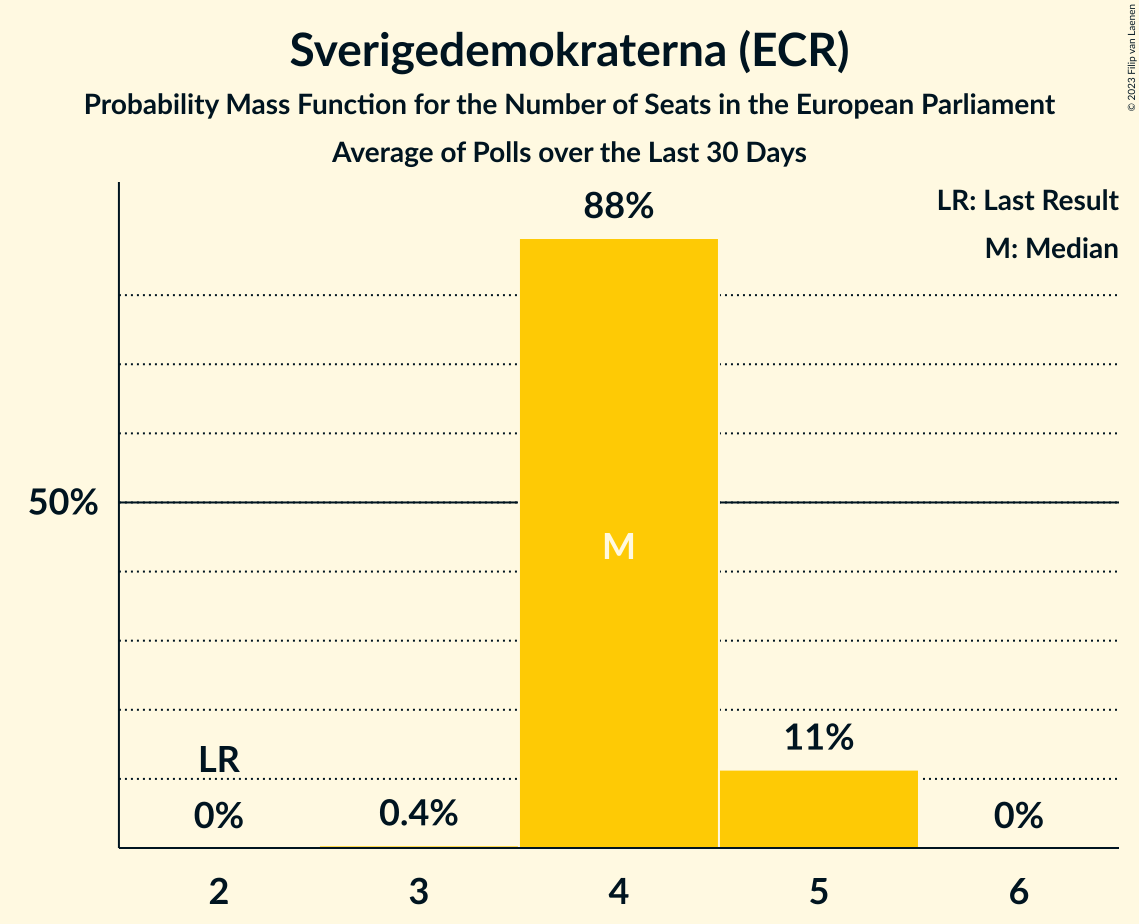 Sverigedemokraterna (ECR)
Probability Mass Function for the Number of Seats in the European Parliament
Average of Polls over the Last 30 Days
© 2023 Filip van Laenen
LR: Last Result
M: Median
88%
50%
M
11%
LR
0%
0.4%
0%
2
3
4
5
6